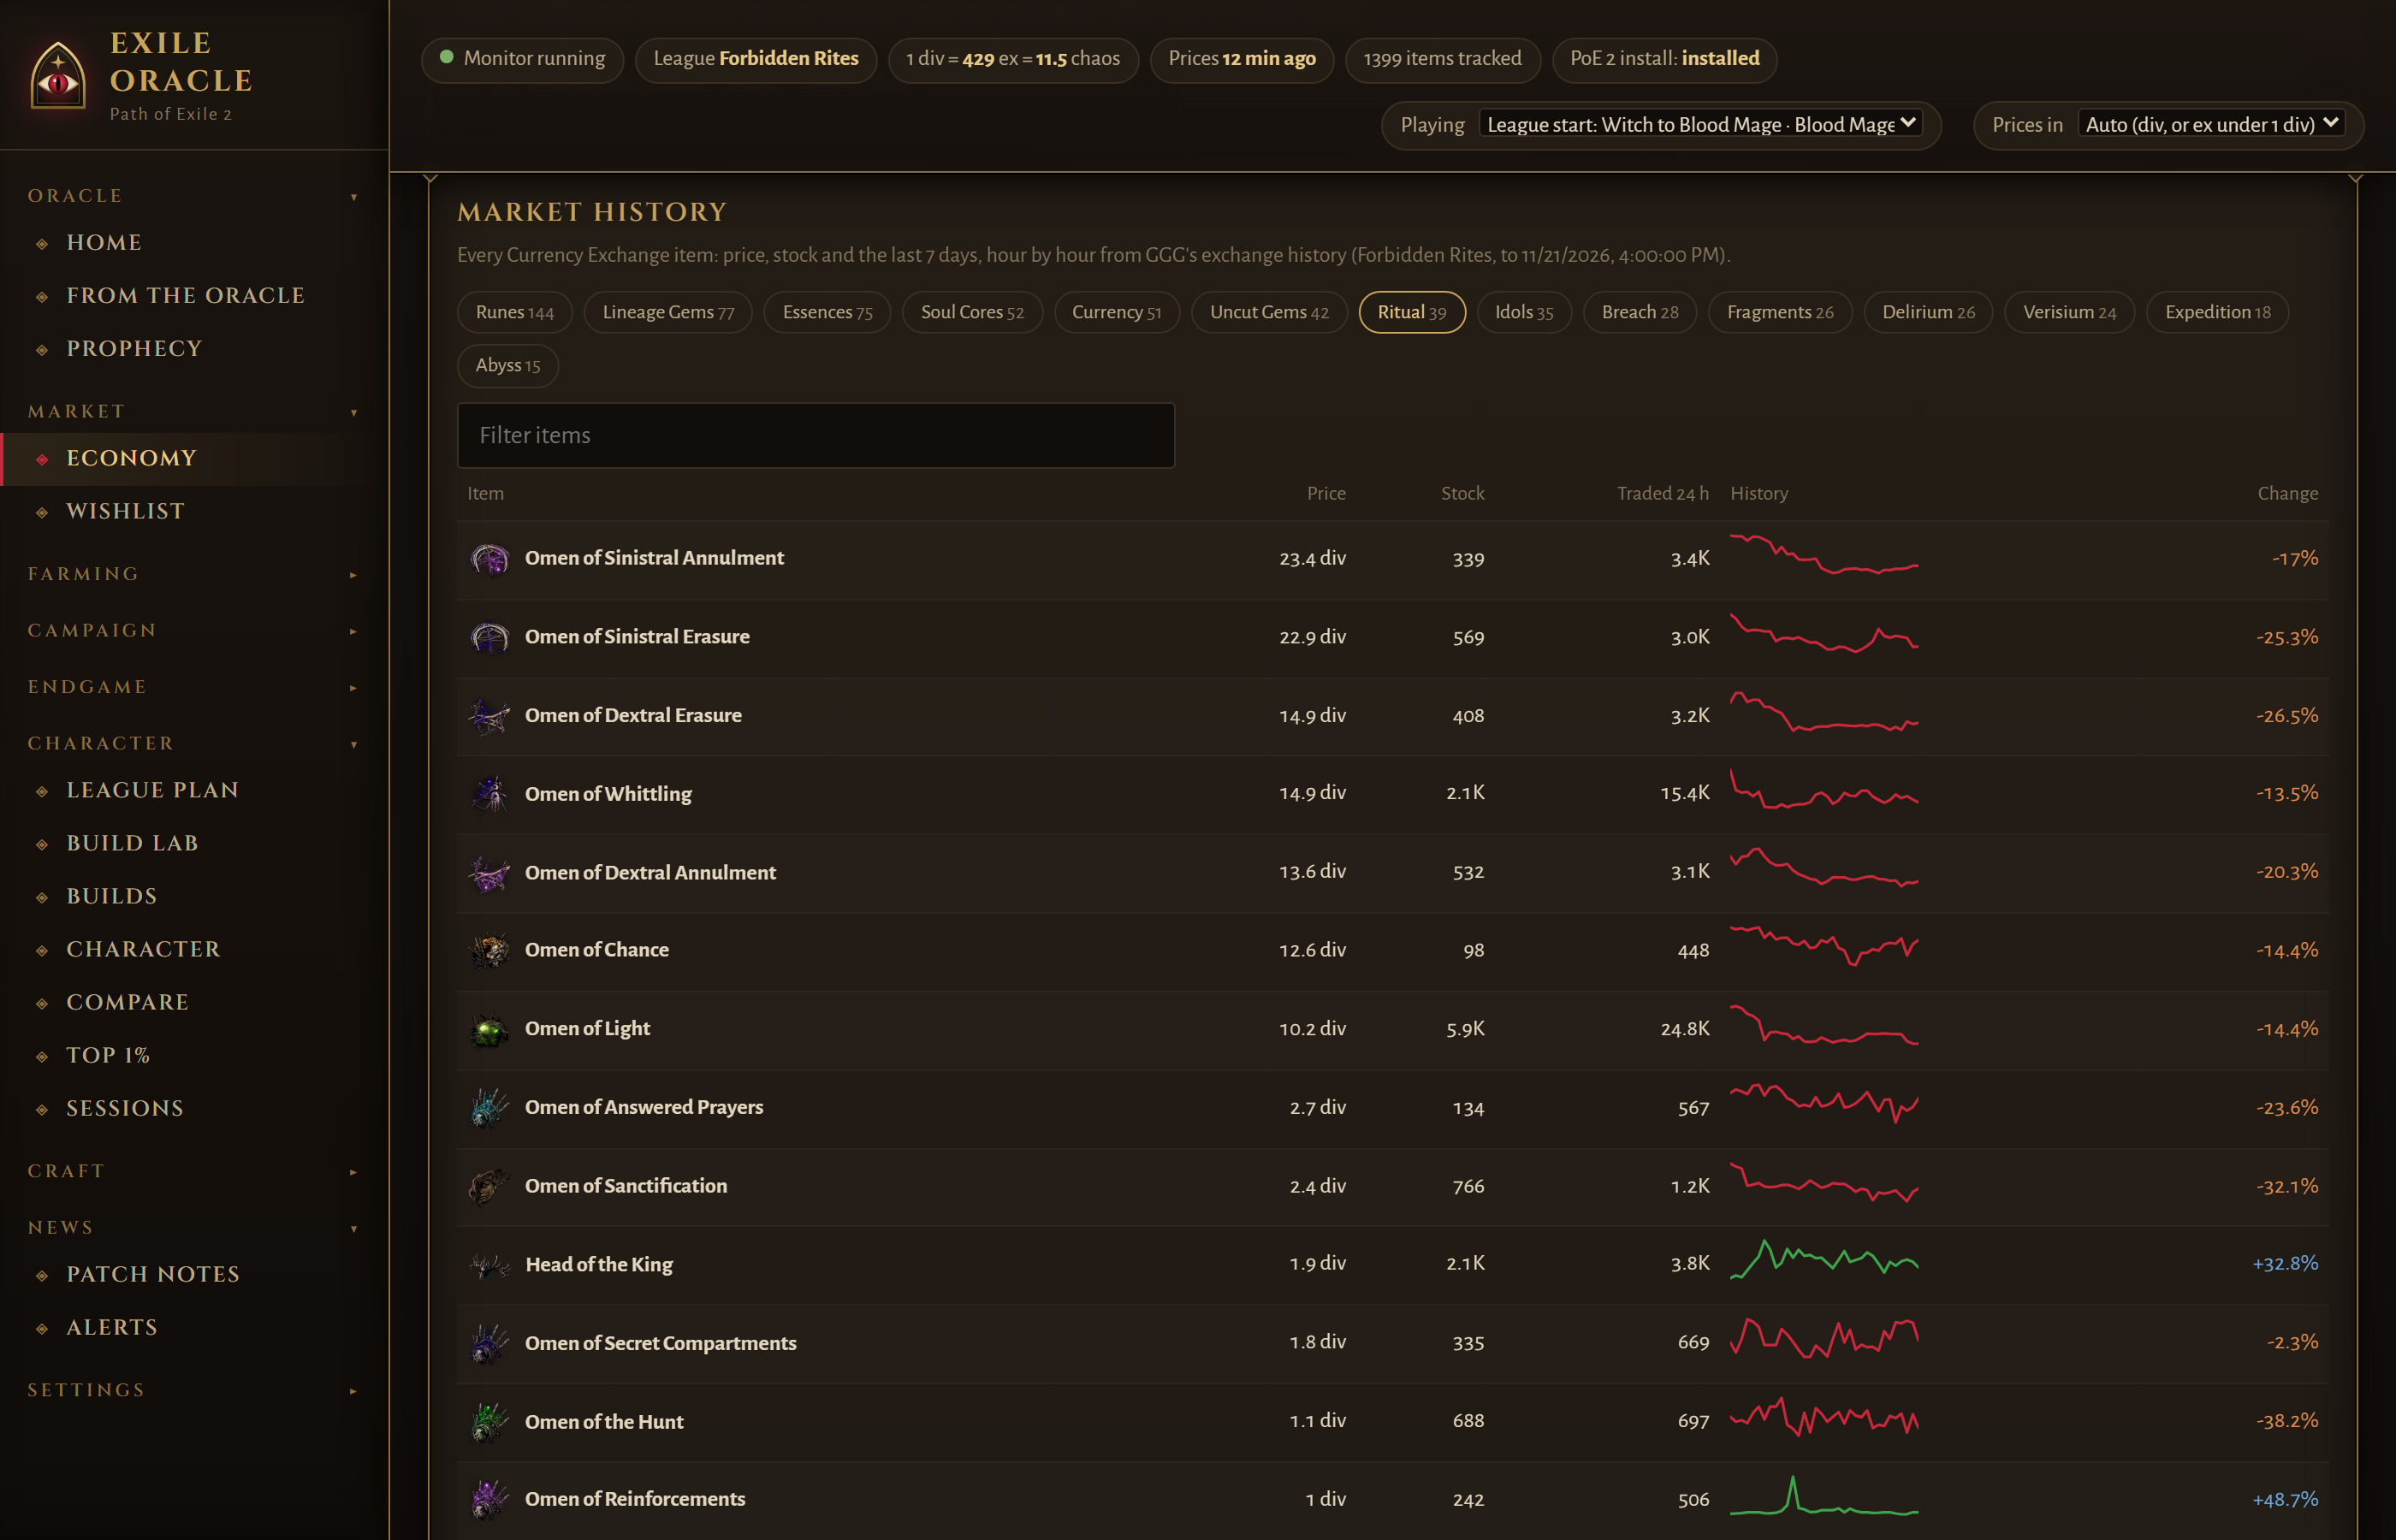 EXILE
ORACLE
Path of Exile 2
ORACLE
HOME
FROM THE ORACLE
PROPHECY
MARKET
ECONOMY
WISHLIST
FARMING
CAMPAIGN
ENDGAME
CHARACTER
LEAGUE PLAN
BUILD LAB
BUILDS
CHARACTER
COMPARE
TOP 1%
SESSIONS
CRAFT
NEWS
PATCH NOTES
ALERTS
SETTINGS
Monitor running League Forbidden Rites 1 div = 429 ex = 11.5 chaos Prices 12 min ago 1399 items tracked PoE 2 install: installed
Playing League start: Witch to Blood Mage · Blood Mage Prices in Auto (div, or ex under 1 div)
MARKET HISTORY
Every Currency Exchange item: price, stock and the last 7 days, hour by hour from GGG's exchange history (Forbidden Rites, to 11/21/2026, 4:00:00 PM).
Runes 144 Lineage Gems 77 Essences 75 Soul Cores 52 Currency 51 Uncut Gems 42 Ritual 39 Idols 35 Breach 28 Fragments 26 Delirium 26 Verisium 24 Expedition 18
Abyss 15
Filter items
Item Price Stock Traded 24 h History Change
Omen of Sinistral Annulment 23.4 div 339 3.4K -17%
Omen of Sinistral Erasure 22.9 div 569 3.0K -25.3%
Omen of Dextral Erasure 14.9 div 408 3.2K -26.5%
Omen of Whittling 14.9 div 2.1K 15.4K -13.5%
Omen of Dextral Annulment 13.6 div 532 3.1K -20.3%
Omen of Chance 12.6 div 98 448 -14.4%
Omen of Light 10.2 div 5.9K 24.8K -14.4%
Omen of Answered Prayers 2.7 div 134 567 -23.6%
Omen of Sanctification 2.4 div 766 1.2K -32.1%
Head of the King 1.9 div 2.1K 3.8K +32.8%
Omen of Secret Compartments 1.8 div 335 669 -2.3%
Omen of the Hunt 1.1 div 688 697 -38.2%
Omen of Reinforcements 1 div 242 506 +48.7%